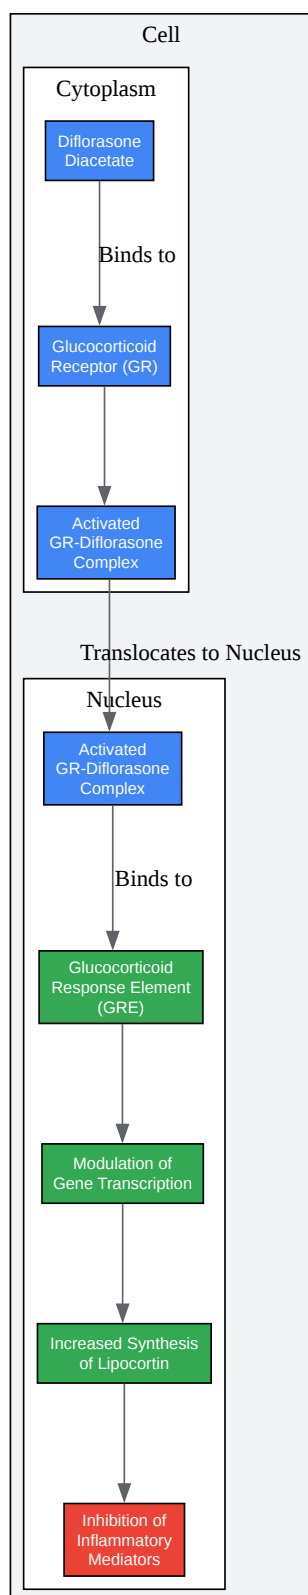 Cell
Cytoplasm
Diflorasone
Diacetate
Binds to
Glucocorticoid
Receptor (GR)
Activated
GR-Diflorasone
Complex
Translocates to Nucleus
Nucleus
Activated
GR-Diflorasone
Complex
Binds to
Glucocorticoid
Response Element
(GRE)
Modulation of
Gene Transcription
Increased Synthesis
of Lipocortin
Inhibition of
Inflammatory
Mediators